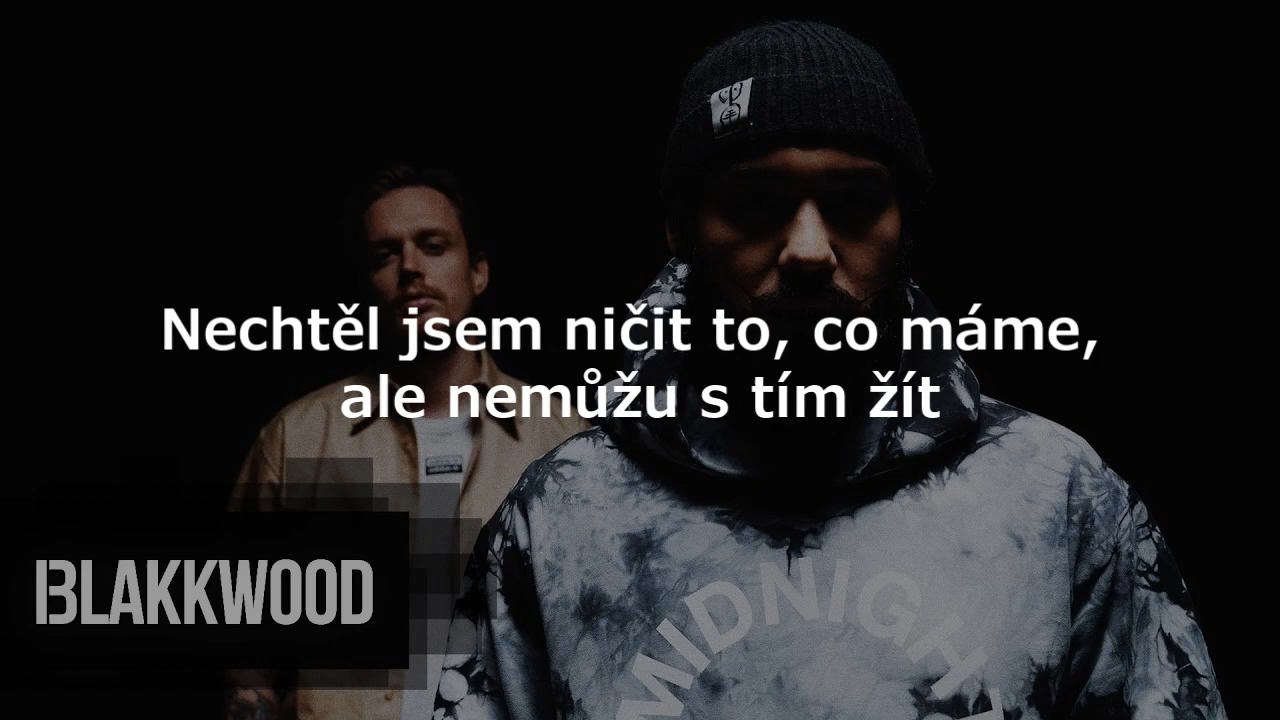 Nechtěl jsem ničit to, co máme,
ale nemůžu s tím žít
BLAKKWOOD
MIDNIGHT